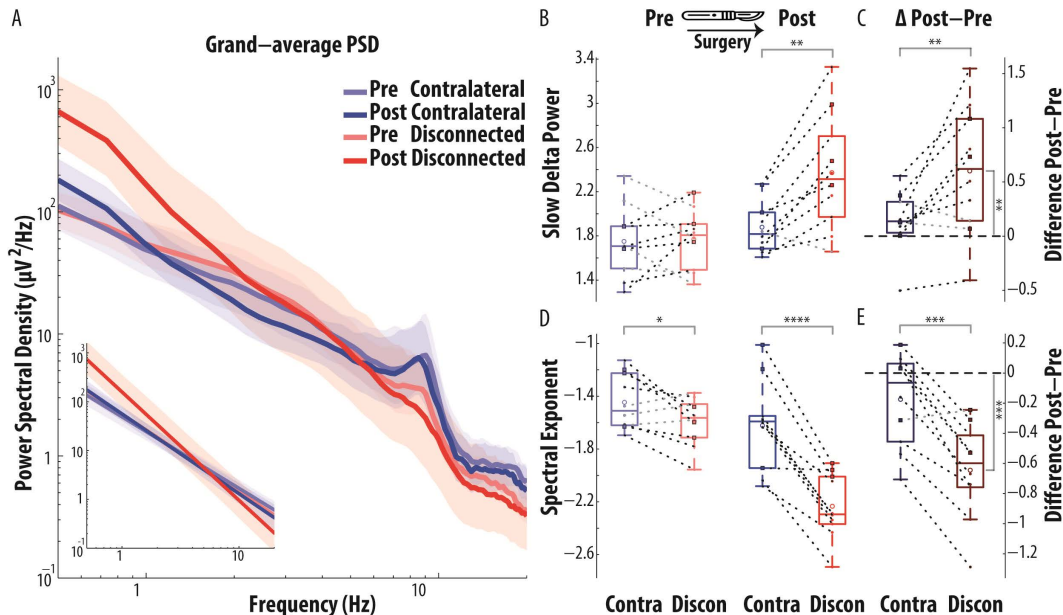 A
Grand–average PSD
Pre Contralateral
Post Contralateral
Pre Disconnected
Post Disconnected
Power Spectral Density (µV²/Hz)
10³
10²
10
1
10⁻¹
1
10
Frequency (Hz)
10³
10²
10
1
10⁻¹
1
10
B
Pre
Post
Surgery
**
Slow Delta Power
3.4
2.6
2.2
1.8
1.4
C
Δ Post–Pre
**
**
1.5
1
0.5
0
−0.5
Difference Post–Pre
D
*
****
Spectral Exponent
−1
−1.4
−1.8
−2.2
−2.6
E
***
***
0.2
0
−0.2
−0.4
−0.6
−0.8
−1
−1.2
Difference Post–Pre
Contra Discon
Contra Discon
Contra Discon